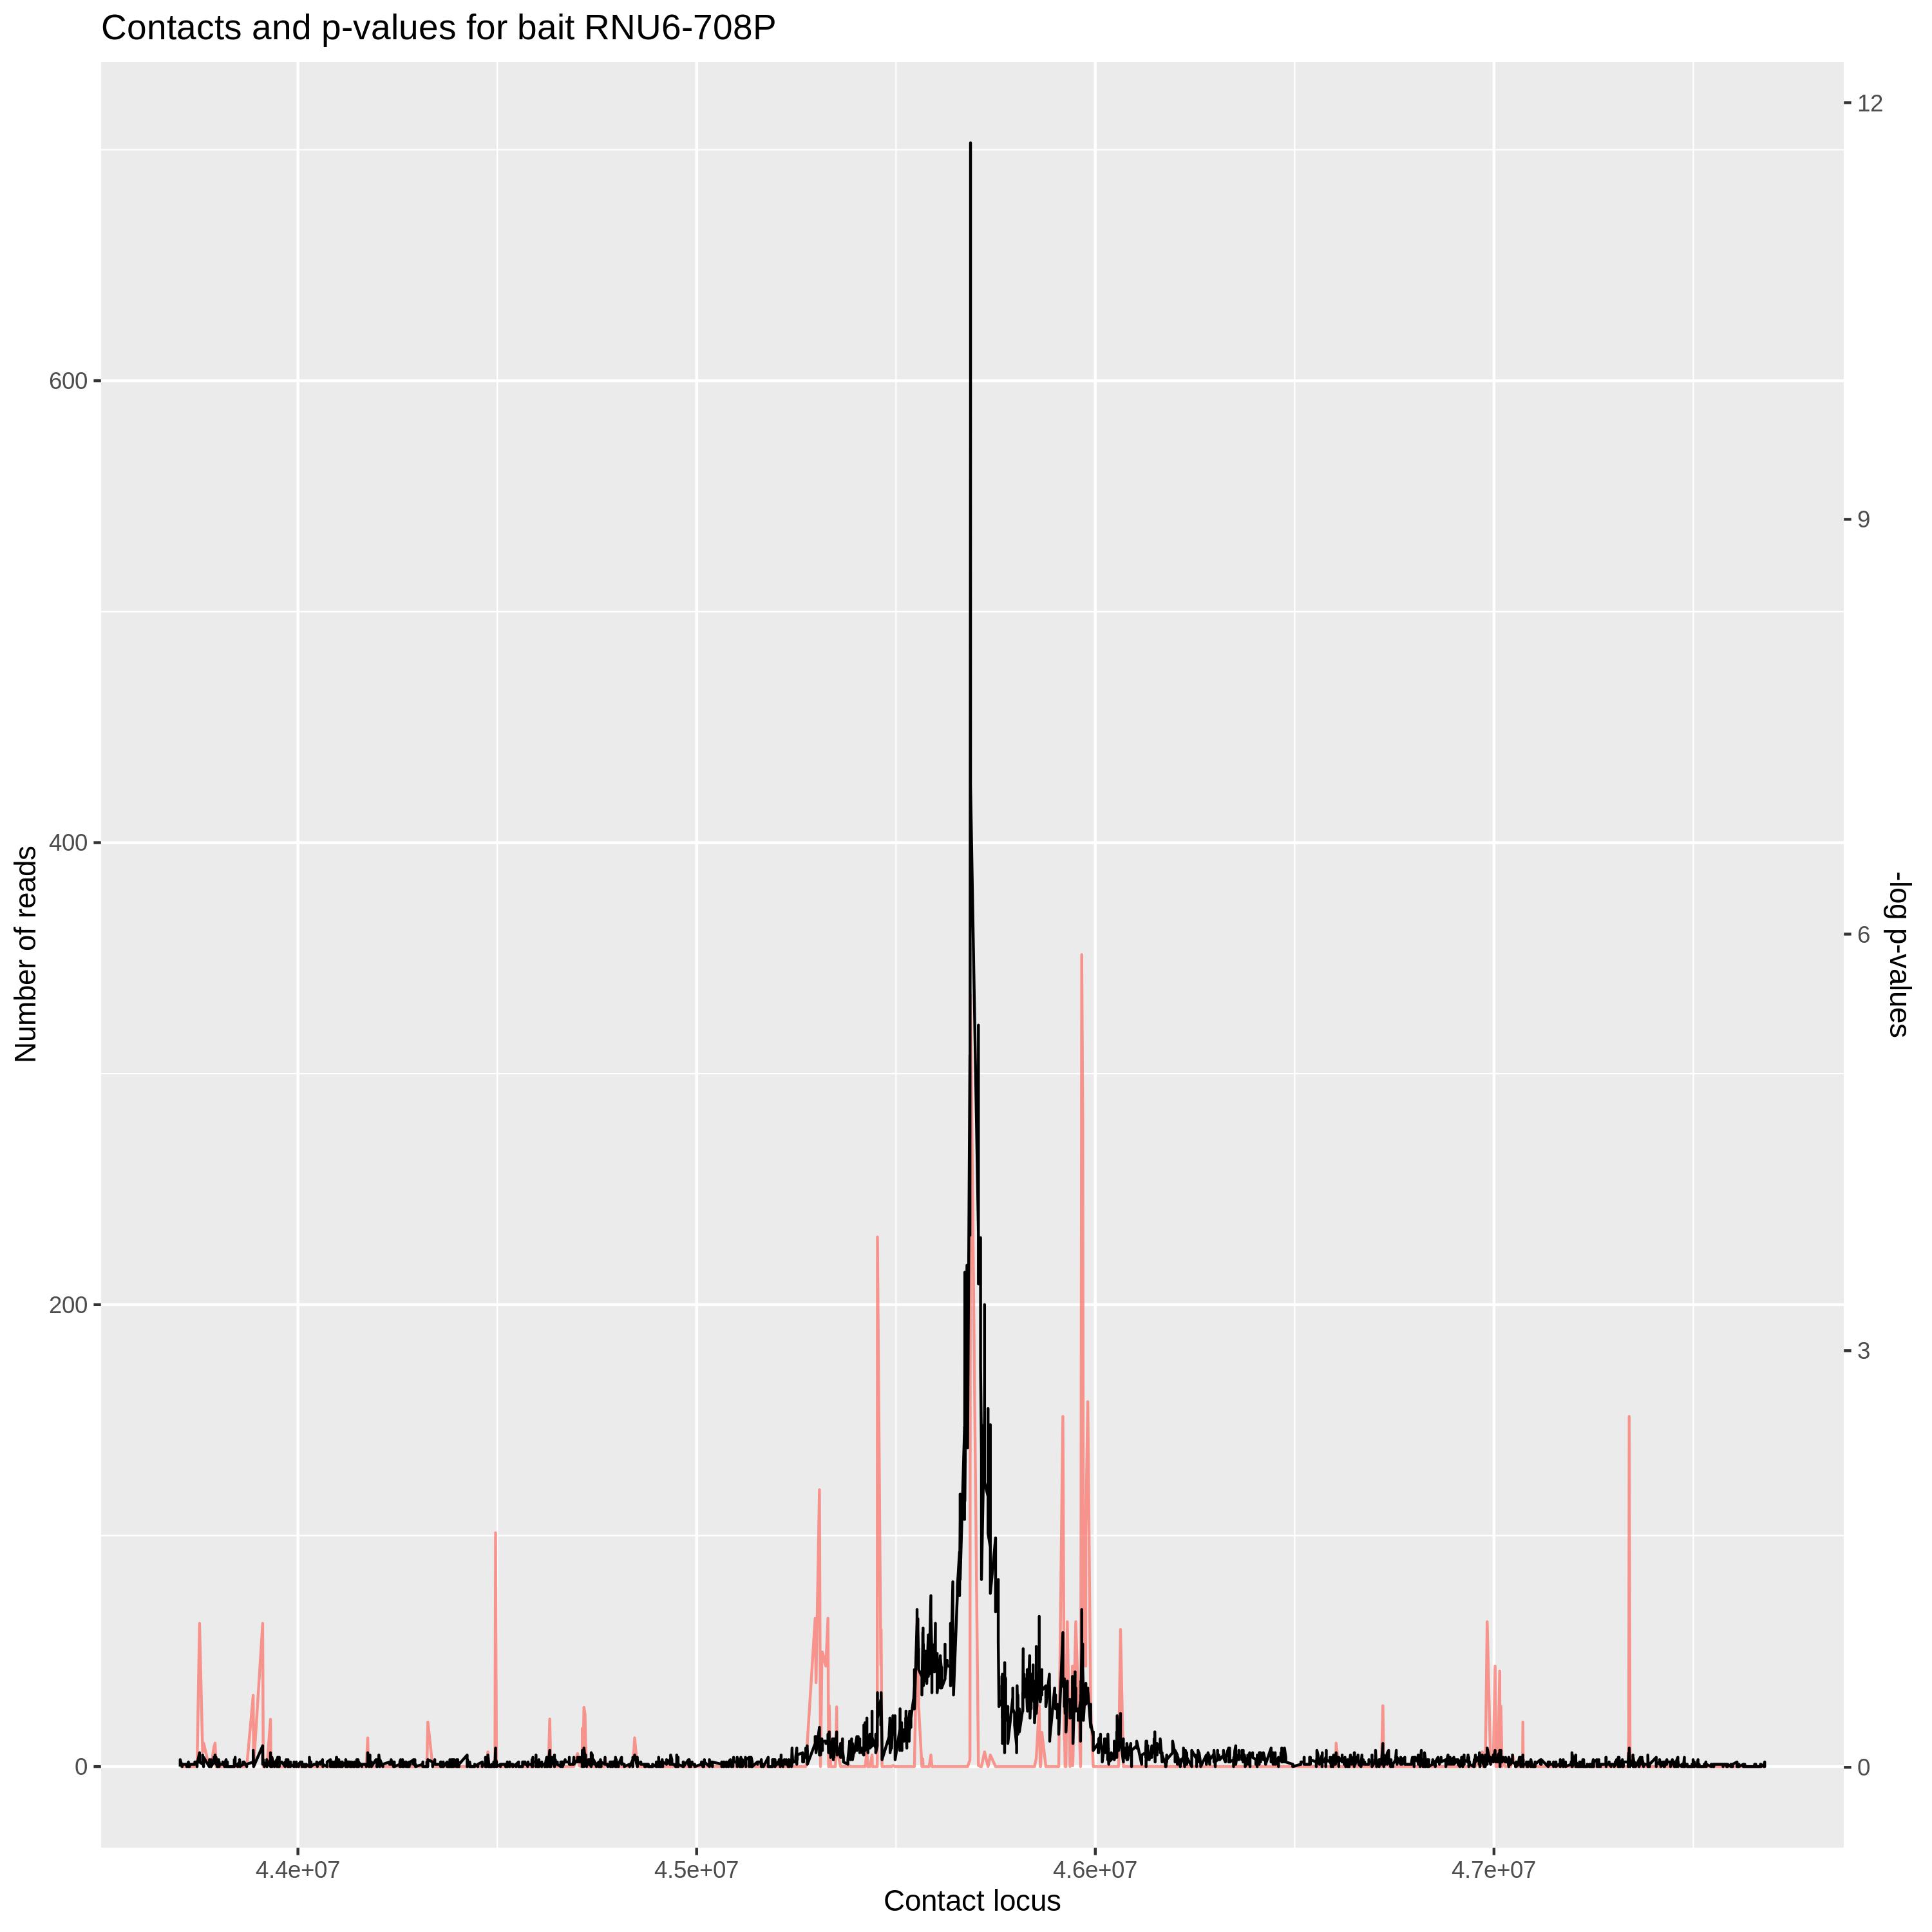 Contacts and p-values for bait RNU6-708P
12
9
6
3
0
-log p-values
600
400
200
0
Number of reads
4.4e+07
4.5e+07
4.6e+07
4.7e+07
Contact locus